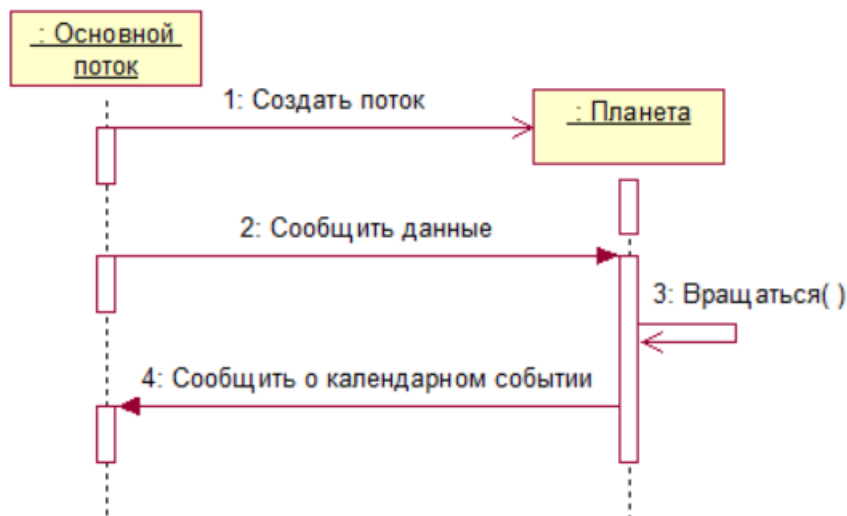 : Основной
поток
1: Создать поток
: Планета
2: Сообщить данные
3: Вращаться( )
4: Сообщить о календарном событии